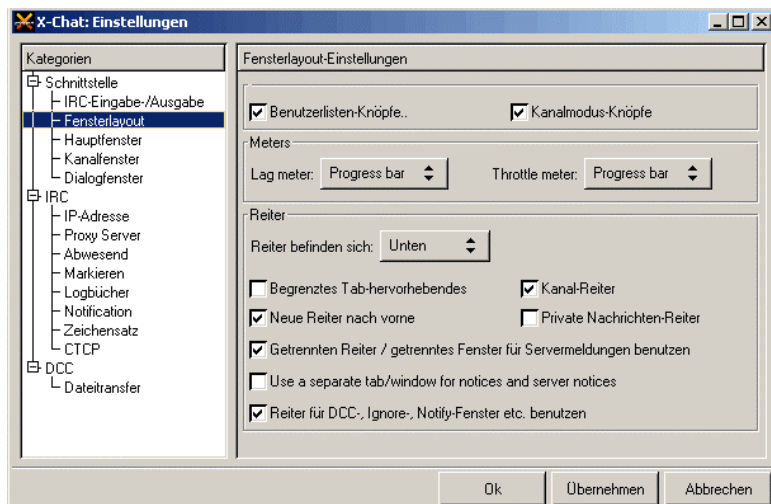 X-Chat: Einstellungen
Kategorien
Schnittstelle
IRC-Eingabe-/Ausgabe
Fensterlayout
Hauptfenster
Kanalfenster
Dialogfenster
IRC
IP-Adresse
Proxy Server
Abwesend
Markieren
Logbücher
Notification
Zeichensatz
CTCP
DCC
Dateitransfer
Fensterlayout-Einstellungen
Benutzerlisten-Knöpfe.. Kanalmodus-Knöpfe
Meters
Lag meter: Progress bar Throttle meter: Progress bar
Reiter
Reiter befinden sich: Unten
Begrenztes Tab-hervorhebendes Kanal-Reiter
Neue Reiter nach vorne Private Nachrichten-Reiter
Getrennten Reiter / getrenntes Fenster für Servermeldungen benutzen
Use a separate tab/window for notices and server notices
Reiter für DCC-, Ignore-, Notify-Fenster etc. benutzen
Ok Übernehmen Abbrechen